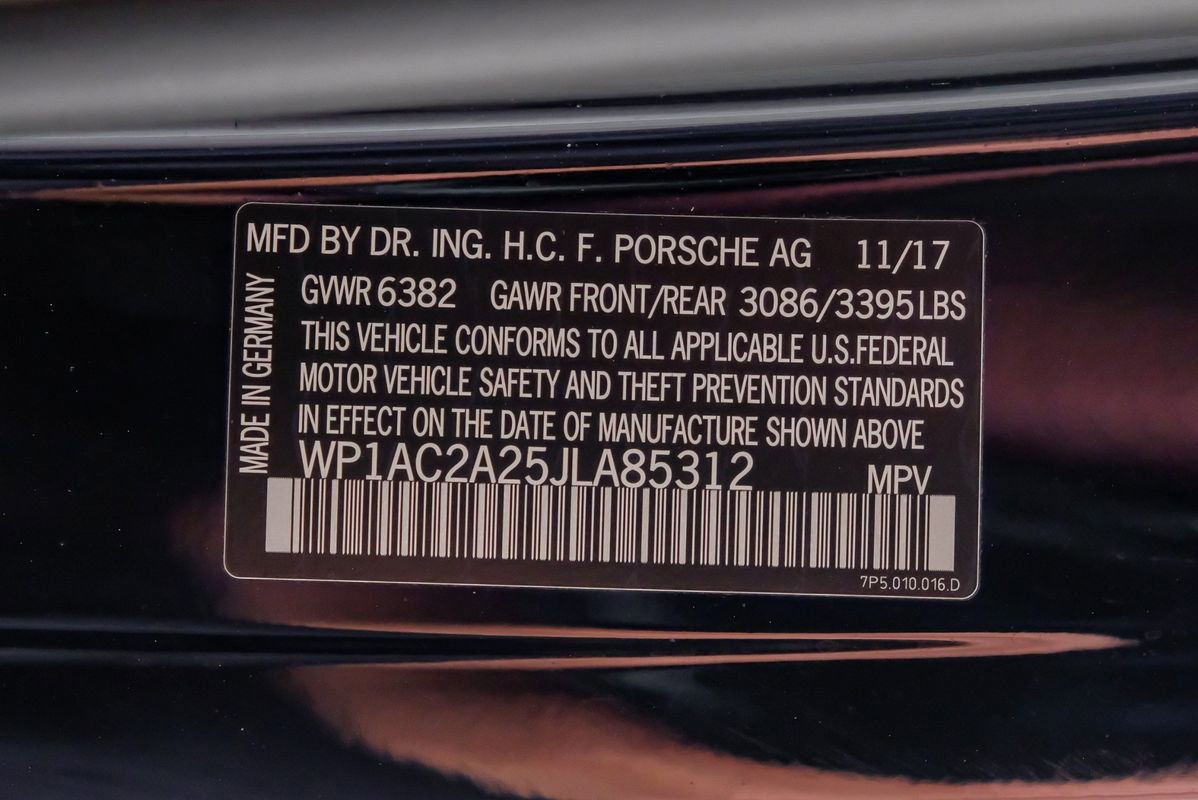 MFD BY DR. ING. H.C. F. PORSCHE AG 11/17
GVWR 6382 GAWR FRONT/REAR 3086/3395 LBS
THIS VEHICLE CONFORMS TO ALL APPLICABLE U.S.FEDERAL
MOTOR VEHICLE SAFETY AND THEFT PREVENTION STANDARDS
IN EFFECT ON THE DATE OF MANUFACTURE SHOWN ABOVE
WP1AC2A25JLA85312 MPV
7P5.010.016.D
MADE IN GERMANY